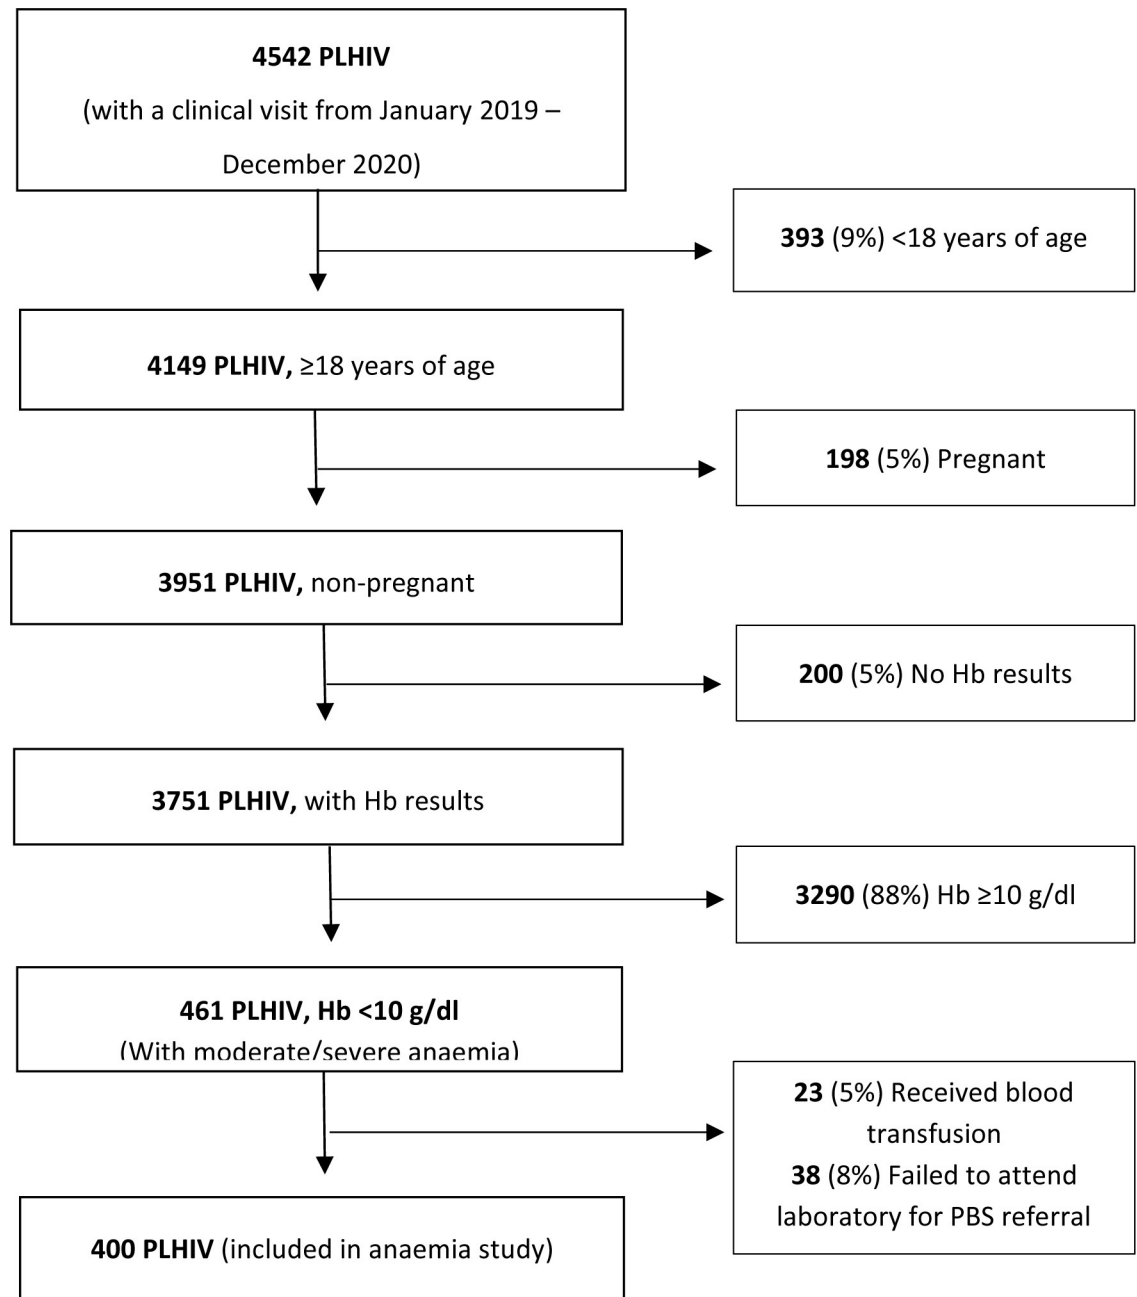 4542 PLHIV
(with a clinical visit from January 2019 –
December 2020)
393 (9%) <18 years of age
4149 PLHIV, ≥18 years of age
198 (5%) Pregnant
3951 PLHIV, non-pregnant
200 (5%) No Hb results
3751 PLHIV, with Hb results
3290 (88%) Hb ≥10 g/dl
461 PLHIV, Hb <10 g/dl
(With moderate/severe anaemia)
23 (5%) Received blood
transfusion
38 (8%) Failed to attend
laboratory for PBS referral
400 PLHIV (included in anaemia study)